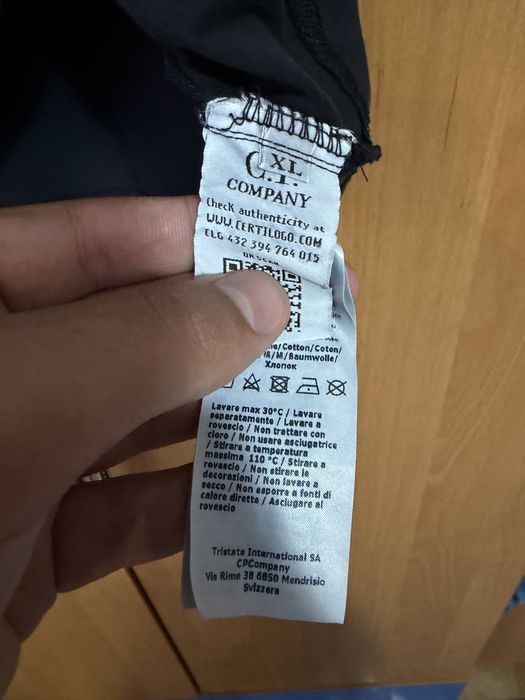 XL
C.P.
COMPANY
Check authenticity at
WWW.CERTILOGO.COM
CLG 432 394 764 015
OR SCAN
/Cotton/Coton/
/棉/Baumwolle/
Хлопок
Lavare max 30°C / Lavare
separatamente / Lavare a
rovescio / Non trattare con
cloro / Non usare asciugatrice
/ Stirare a temperatura
massima 110 °C / Stirare a
rovescio / Non stirare le
decorazioni / Non lavare a
secco / Non esporre a fonti di
calore dirette / Asciugare al
rovescio
Tristate International SA
CPCompany
Via Rime 38 6850 Mendrisio
Svizzera